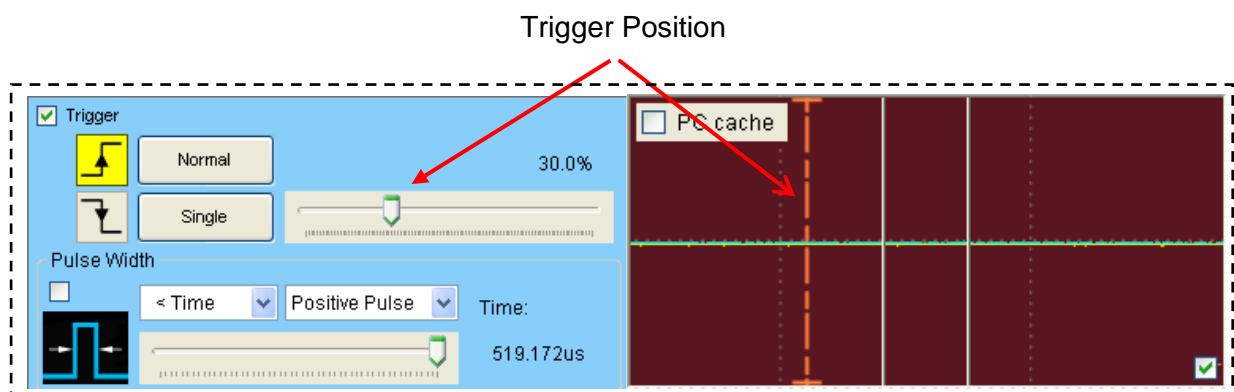 Trigger Position
Trigger
Normal
30.0%
Single
Pulse Width
< Time
Positive Pulse
Time:
519.172us
PC cache